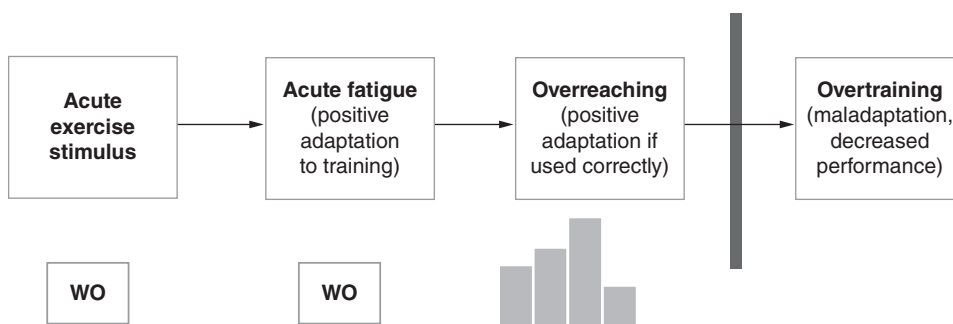 Acute
exercise
stimulus
Acute fatigue
(positive
adaptation
to training)
Overreaching
(positive
adaptation if
used correctly)
Overtraining
(maladaptation,
decreased
performance)
WO
WO